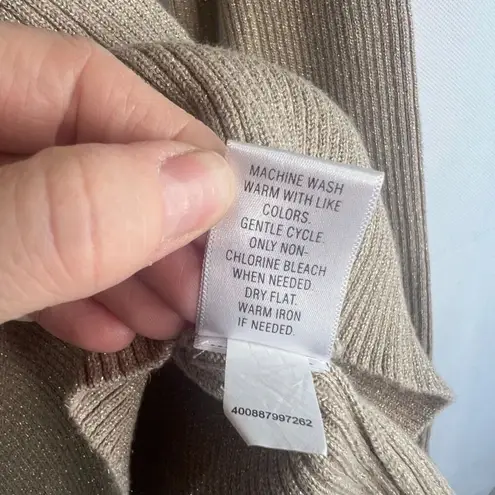 MACHINE WASH
WARM WITH LIKE
COLORS.
GENTLE CYCLE.
ONLY NON-
CHLORINE BLEACH
WHEN NEEDED.
DRY FLAT.
WARM IRON
IF NEEDED.
400887997262